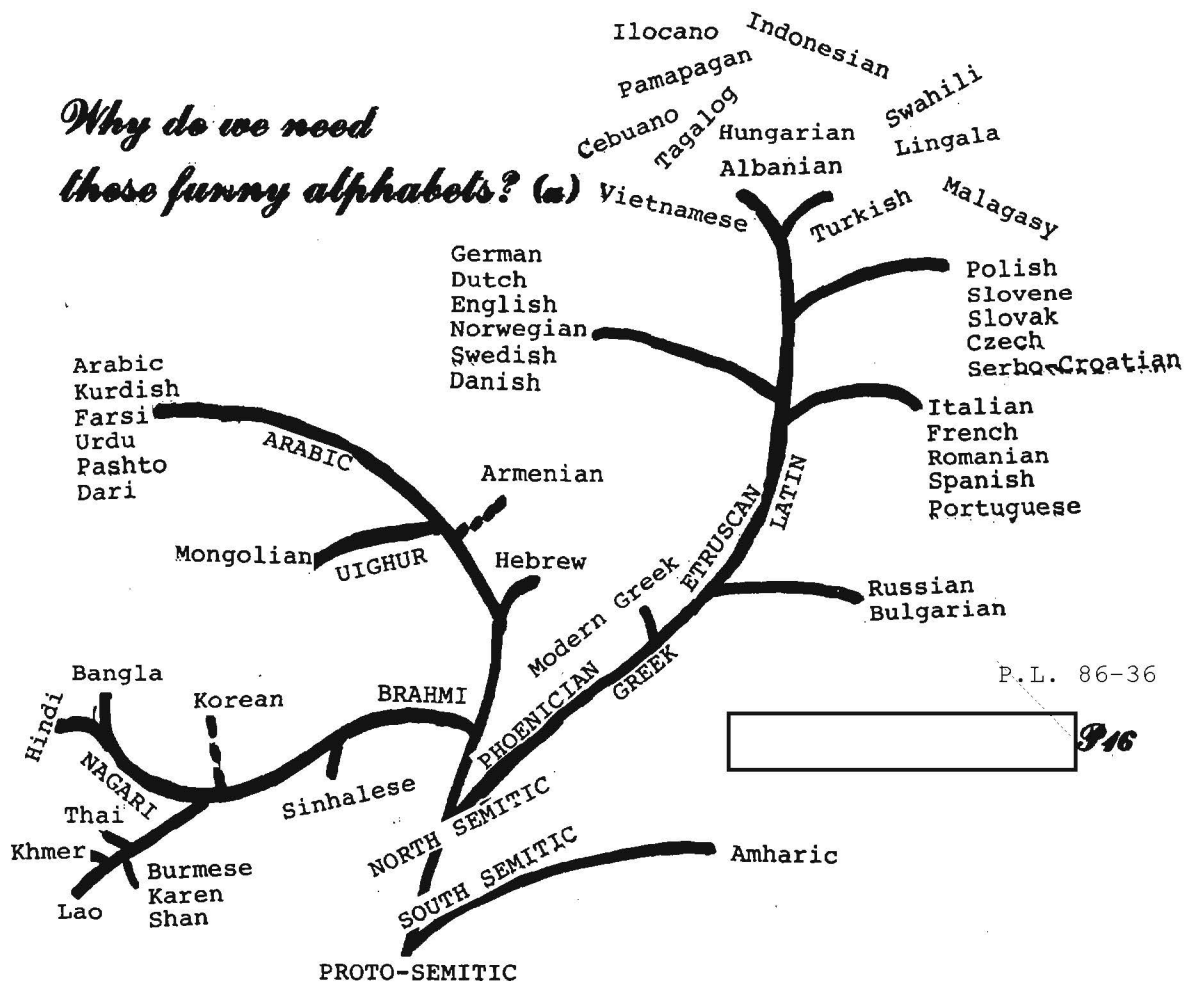 Why do we need
these funny alphabets? (u)
Ilocano
Indonesian
Pamapagan
Swahili
Cebuano
Tagalog
Hungarian
Albanian
Lingala
Vietnamese
Turkish
Malagasy
German
Dutch
English
Norwegian
Swedish
Danish
Polish
Slovene
Slovak
Czech
Serbo-Croatian
Arabic
Kurdish
Farsi
Urdu
Pashto
Dari
ARABIC
Italian
French
Romanian
Spanish
Portuguese
Armenian
LATIN
ETRUSCAN
Mongolian
UIGHUR
Hebrew
Modern Greek
Russian
Bulgarian
PHOENICIAN
GREEK
P.L. 86-36
P16
Bangla
Hindi
Korean
BRAHMI
NAGARI
Sinhalese
Thai
Khmer
Lao
Burmese
Karen
Shan
NORTH SEMITIC
SOUTH SEMITIC
Amharic
PROTO-SEMITIC